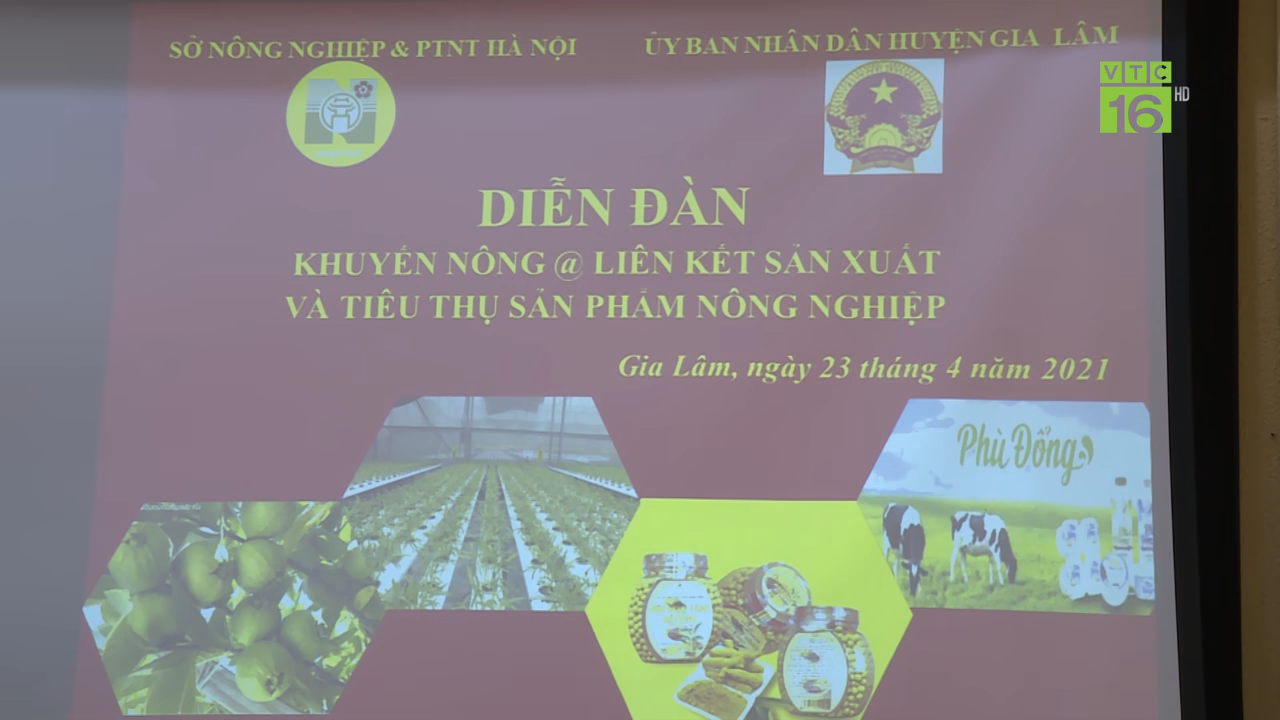 SỞ NÔNG NGHIỆP & PTNT HÀ NỘI
ỦY BAN NHÂN DÂN HUYỆN GIA LÂM
VTC
16 HD
DIỄN ĐÀN
KHUYẾN NÔNG @ LIÊN KẾT SẢN XUẤT
VÀ TIÊU THỤ SẢN PHẨM NÔNG NGHIỆP
Gia Lâm, ngày 23 tháng 4 năm 2021
Phù Đổng